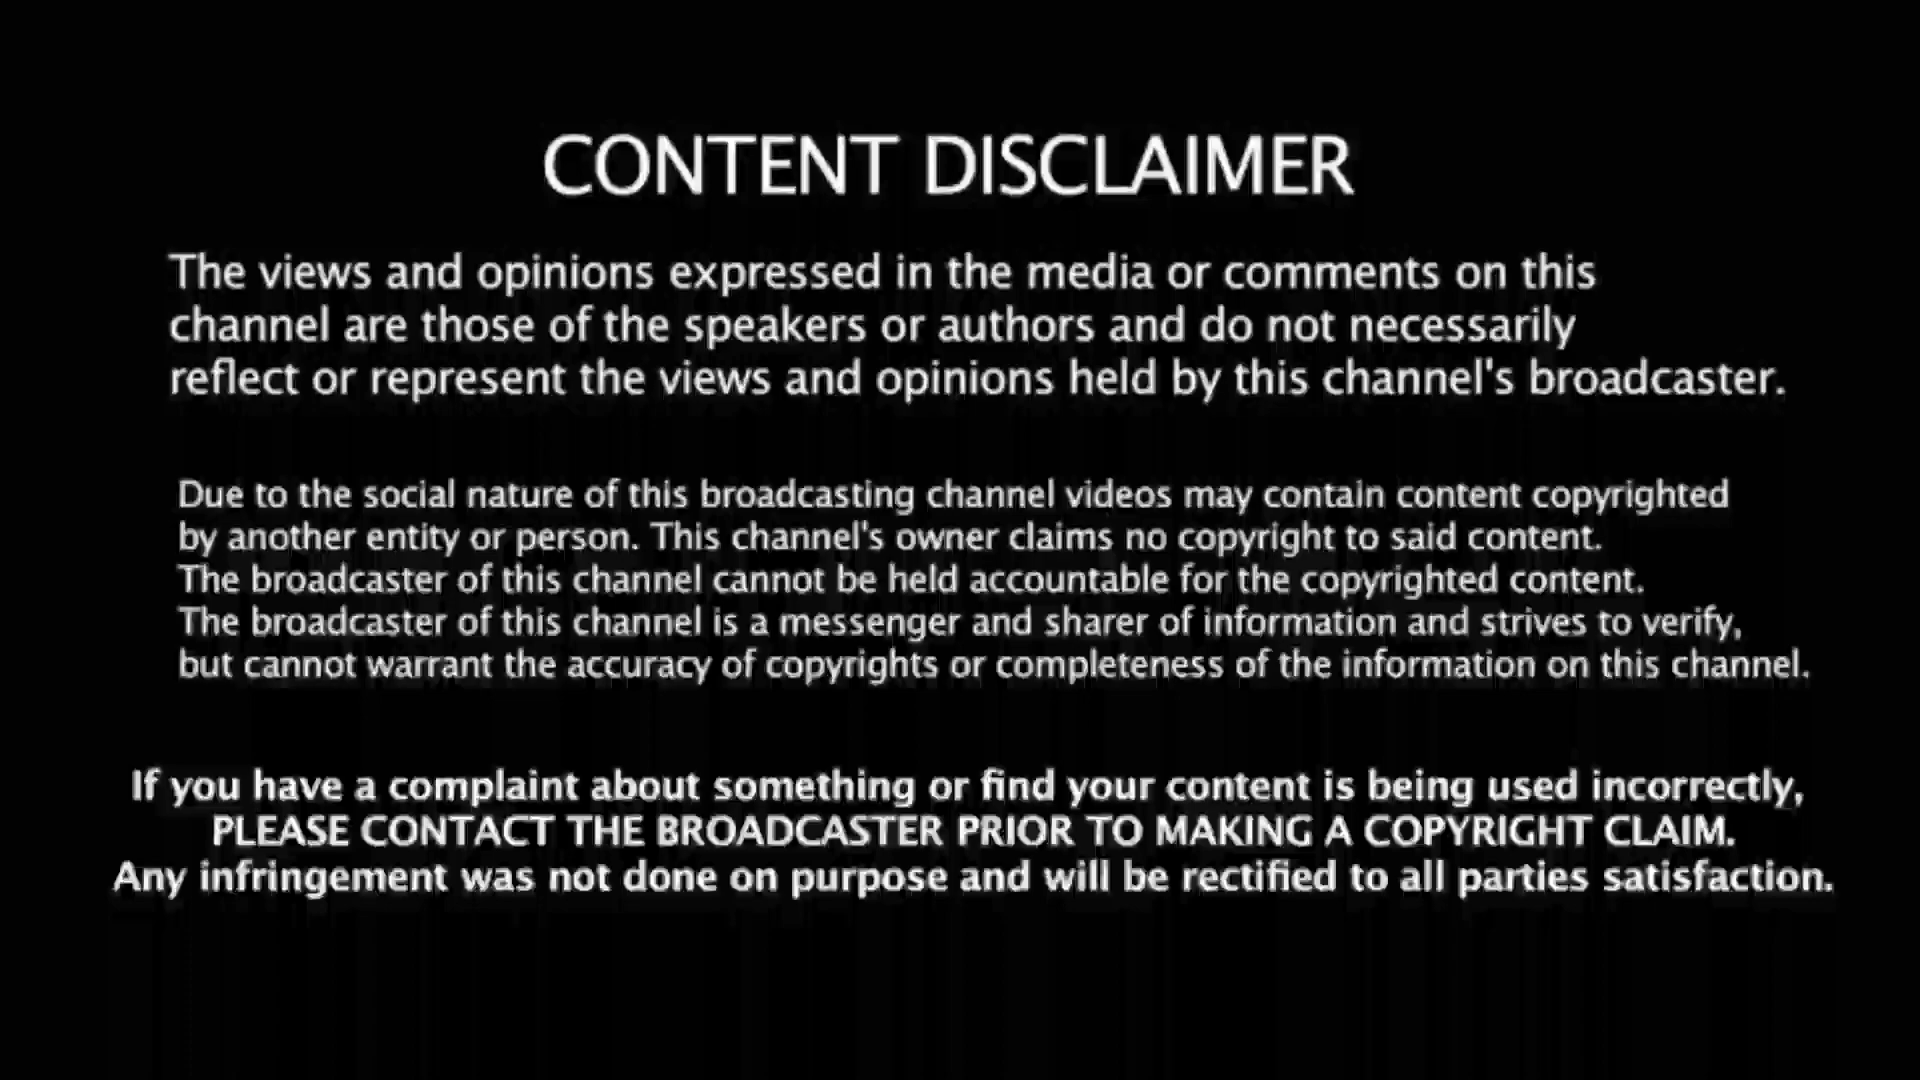 CONTENT DISCLAIMER
The views and opinions expressed in the media or comments on this
channel are those of the speakers or authors and do not necessarily
reflect or represent the views and opinions held by this channel's broadcaster.
Due to the social nature of this broadcasting channel videos may contain content copyrighted
by another entity or person. This channel's owner claims no copyright to said content.
The broadcaster of this channel cannot be held accountable for the copyrighted content.
The broadcaster of this channel is a messenger and sharer of information and strives to verify,
but cannot warrant the accuracy of copyrights or completeness of the information on this channel.
If you have a complaint about something or find your content is being used incorrectly,
PLEASE CONTACT THE BROADCASTER PRIOR TO MAKING A COPYRIGHT CLAIM.
Any infringement was not done on purpose and will be rectified to all parties satisfaction.